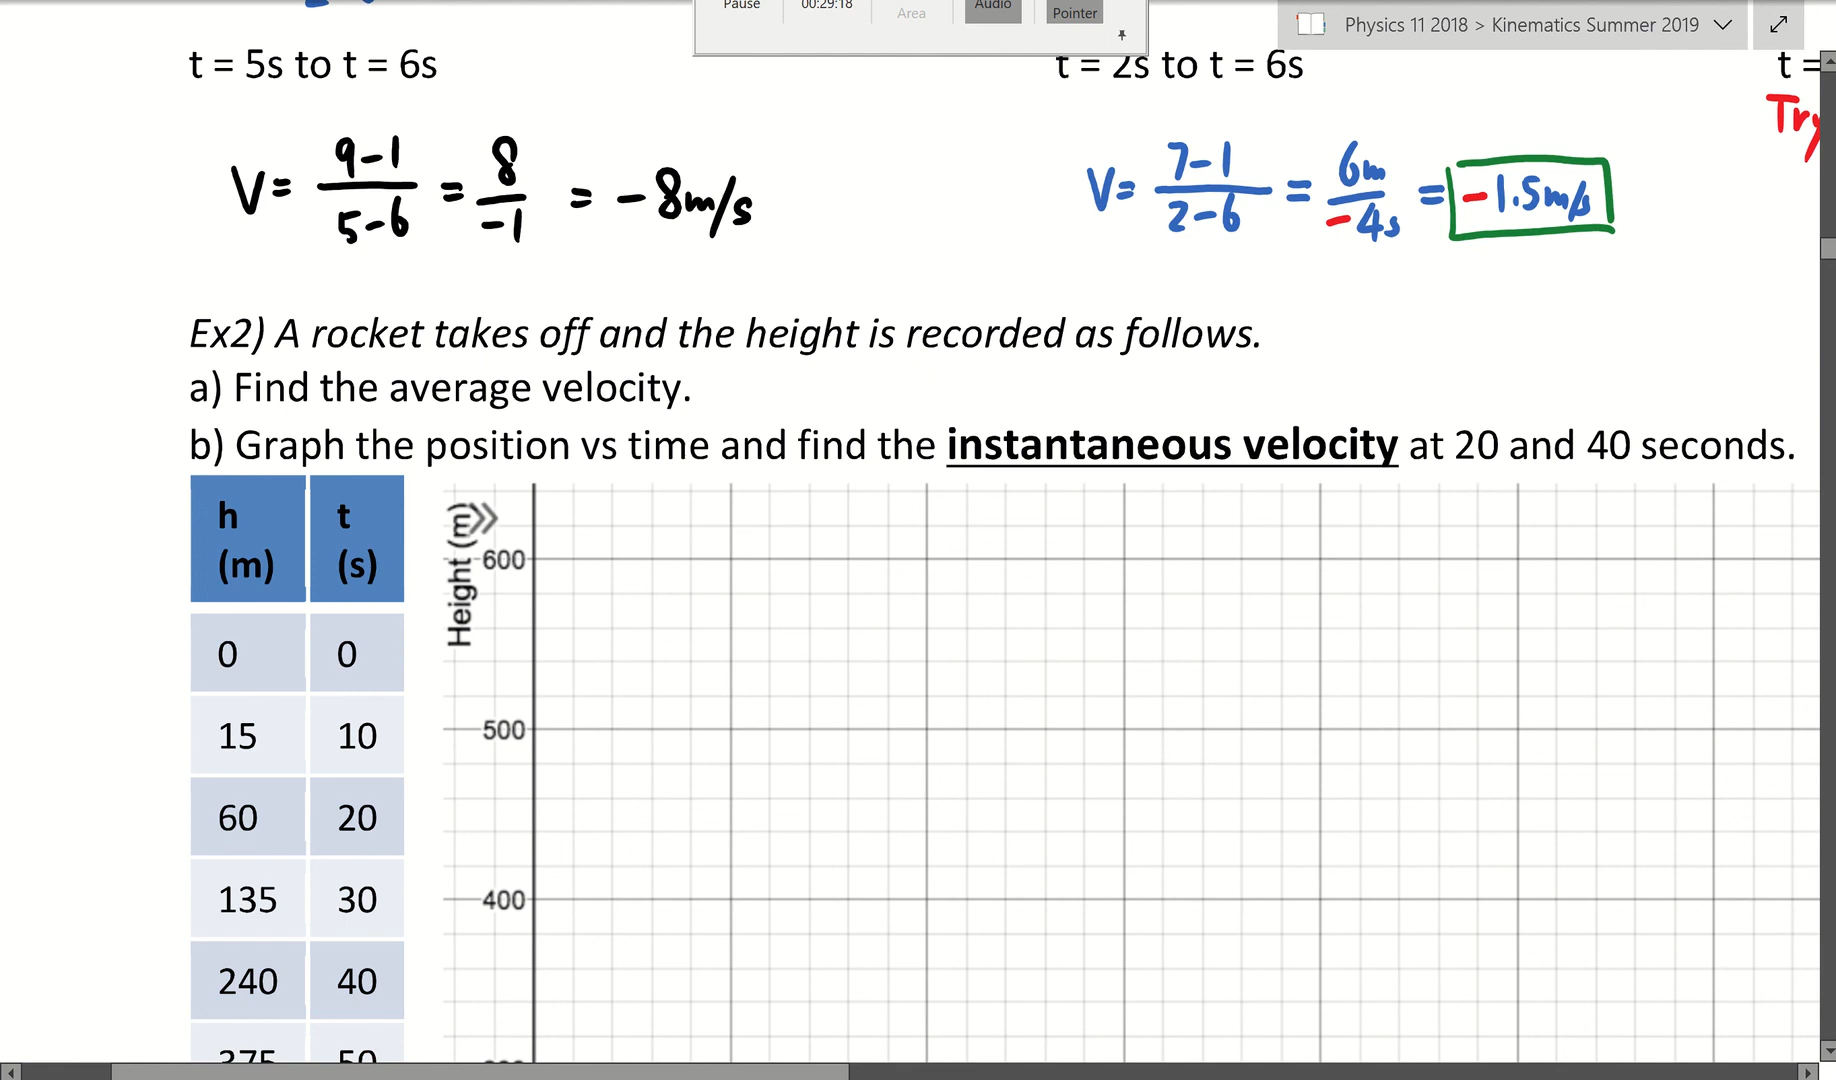 Pause
00:29:18
Area
Audio
Pointer
Physics 11 2018 > Kinematics Summer 2019
t = 5s to t = 6s
t = 2s to t = 6s
t =
Try
V = 9-1 / 5-6 = 8 / -1 = -8m/s
V = 7-1 / 2-6 = 6m / -4s = -1.5m/s
Ex2) A rocket takes off and the height is recorded as follows.
a) Find the average velocity.
b) Graph the position vs time and find the instantaneous velocity at 20 and 40 seconds.
h (m) t (s)
0 0
15 10
60 20
135 30
240 40
375 50
Height (m)
600
500
400